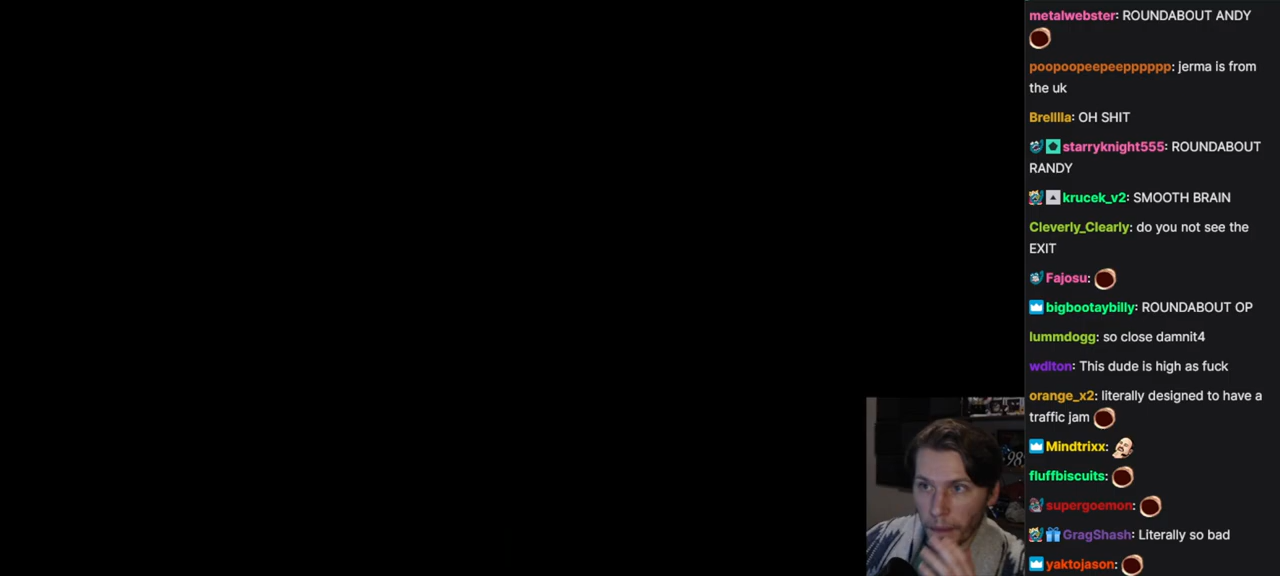 metalwebster: ROUNDABOUT ANDY
poopoopeepeepppppp: jerma is from
the uk
Brelllla: OH SHIT
starryknight555: ROUNDABOUT
RANDY
krucek_v2: SMOOTH BRAIN
Cleverly_Clearly: do you not see the
EXIT
Fajosu:
bigbootaybilly: ROUNDABOUT OP
lummdogg: so close damnit4
wdlton: This dude is high as fuck
orange_x2: literally designed to have a
traffic jam
Mindtrixx:
fluffbiscuits:
supergoemon:
GragShash: Literally so bad
yaktojason:
98